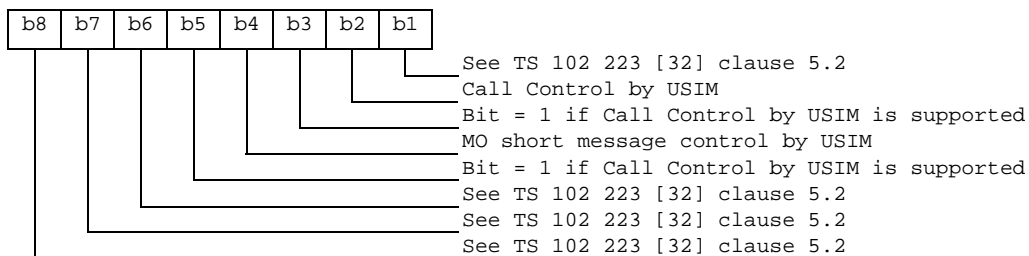 b8 b7 b6 b5 b4 b3 b2 b1
See TS 102 223 [32] clause 5.2
Call Control by USIM
Bit = 1 if Call Control by USIM is supported
MO short message control by USIM
Bit = 1 if Call Control by USIM is supported
See TS 102 223 [32] clause 5.2
See TS 102 223 [32] clause 5.2
See TS 102 223 [32] clause 5.2